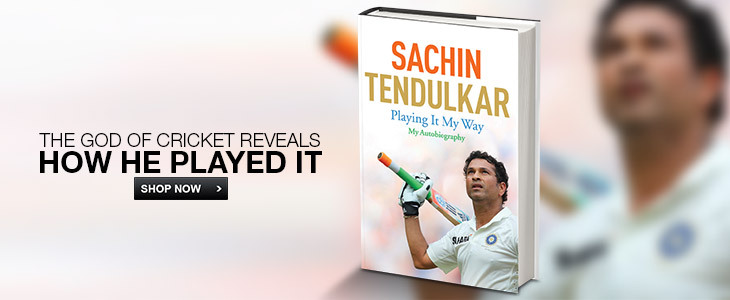 THE GOD OF CRICKET REVEALS
HOW HE PLAYED IT
SHOP NOW >
SACHIN
TENDULKAR
Playing It My Way
My Autobiography